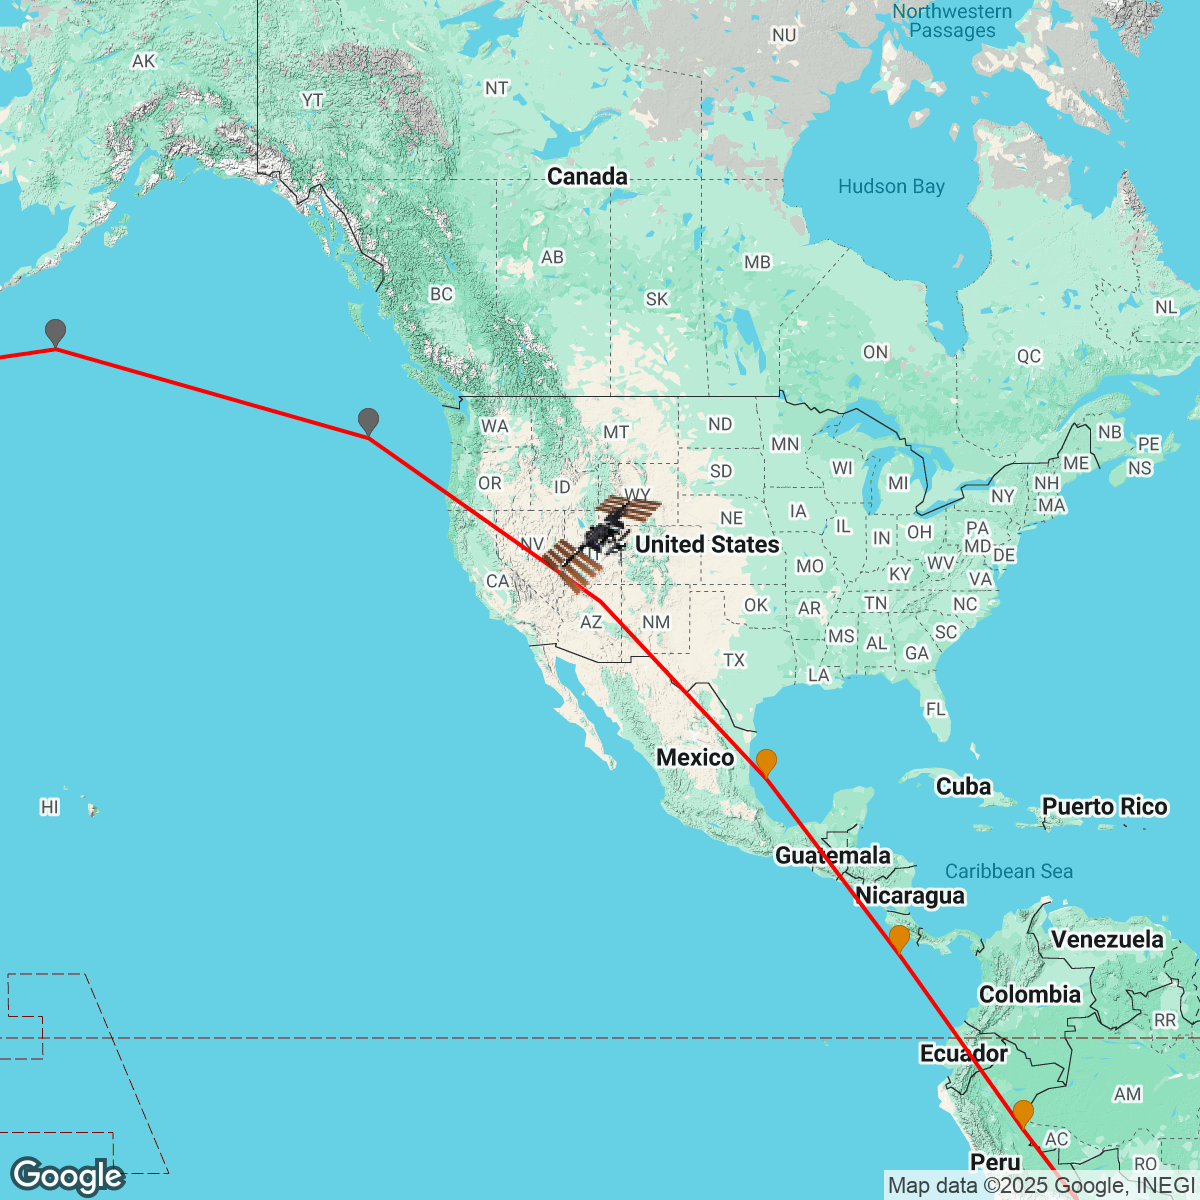 Northwestern
Passages
NU
AK
NT
YT
Canada
Hudson Bay
AB
MB
BC
SK
NL
ON
QC
WA
MT
ND
MN
NB
PE
ME
NS
WI
SD
MI
OR
ID
NH
WY
NY
MA
IA
NE
IL
PA
OH
IN
MD
DE
NV
United States
MO
WV
KY
VA
CA
OK
AR
TN
NC
AZ
NM
MS
AL
SC
GA
TX
LA
FL
Mexico
Cuba
HI
Puerto Rico
Guatemala
Caribbean Sea
Nicaragua
Venezuela
Colombia
RR
Ecuador
AM
AC
Peru
RO
Google
Map data ©2025 Google, INEGI